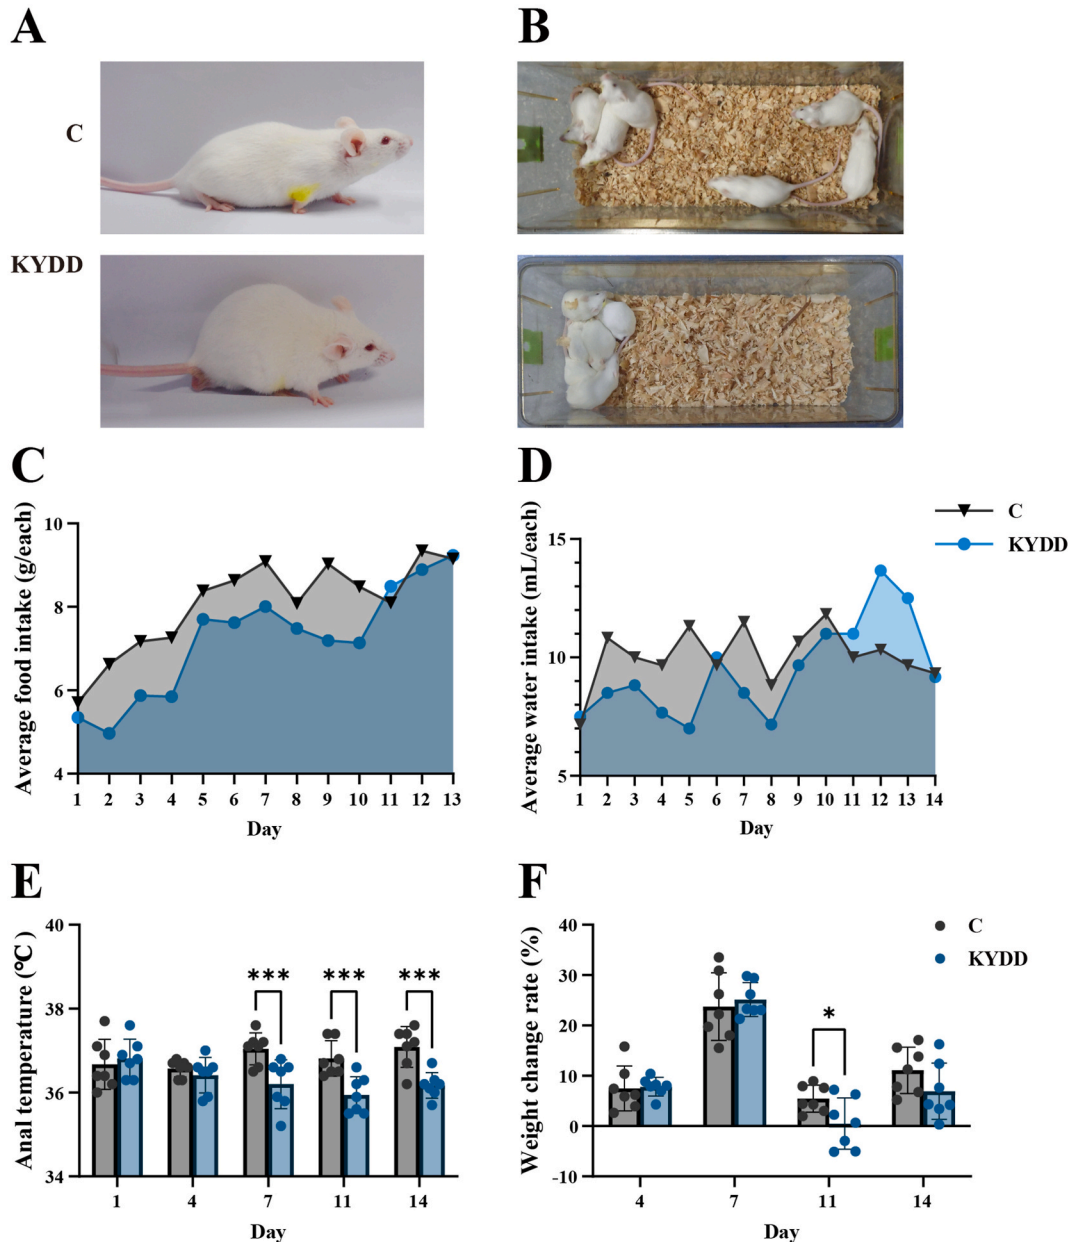 A
B
C
KYDD
C
D
Average food intake (g/each)
10
8
6
4
1 2 3 4 5 6 7 8 9 10 11 12 13
Day
Average water intake (mL/each)
15
10
5
1 2 3 4 5 6 7 8 9 10 11 12 13 14
Day
C
KYDD
E
F
Anal temperature (℃)
40
38
36
34
*** *** ***
1 4 7 11 14
Day
Weight change rate (%)
40
30
20
10
0
-10
*
4 7 11 14
Day
C
KYDD